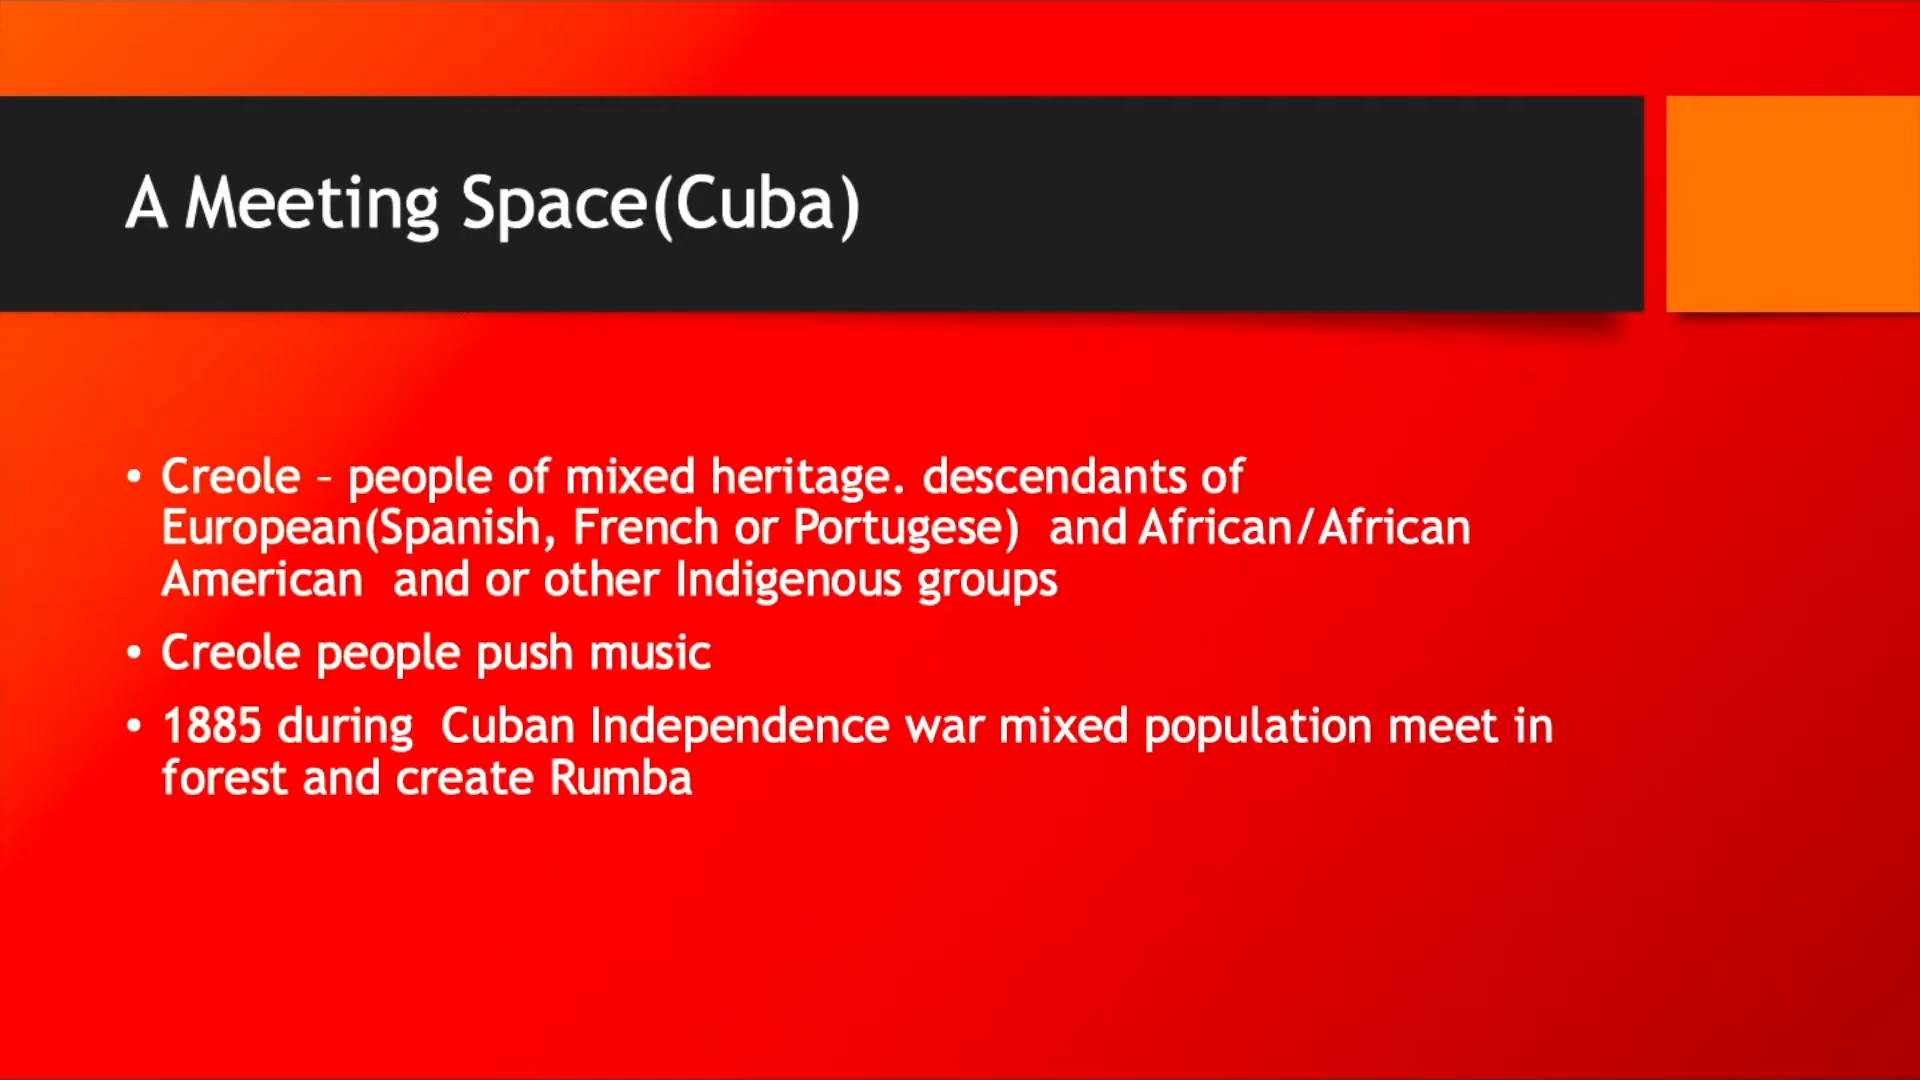 A Meeting Space(Cuba)
• Creole – people of mixed heritage. descendants of
European(Spanish, French or Portugese)  and African/African
American  and or other Indigenous groups
• Creole people push music
• 1885 during  Cuban Independence war mixed population meet in
forest and create Rumba